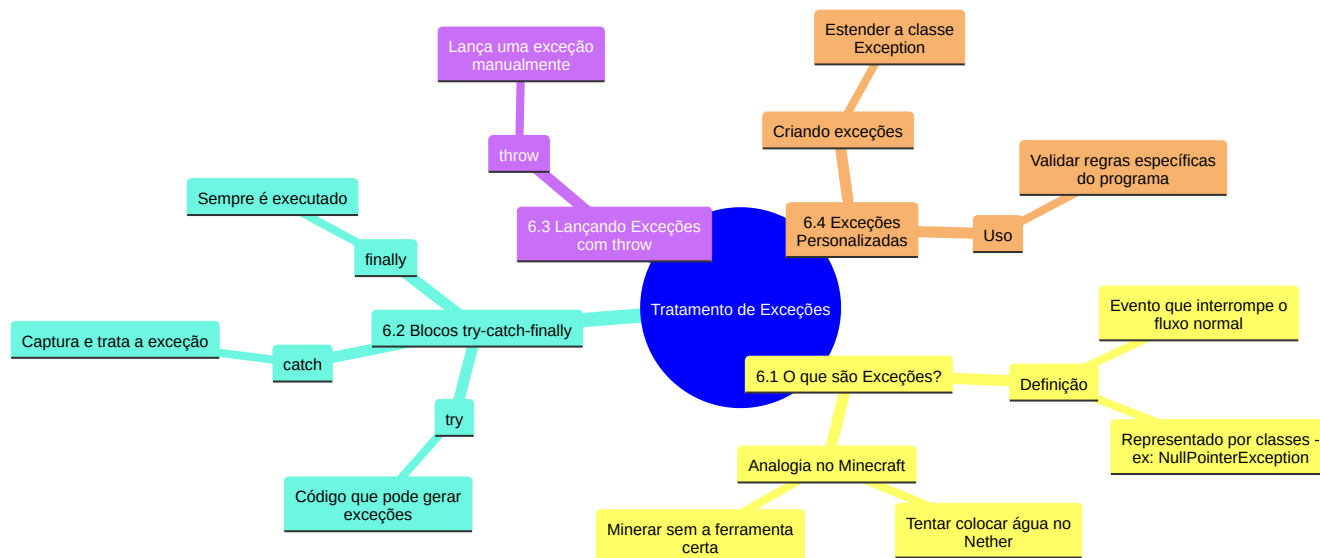 Tratamento de Exceções
6.1 O que são Exceções?
Definição
Evento que interrompe o
fluxo normal
Representado por classes -
ex: NullPointerException
Analogia no Minecraft
Minerar sem a ferramenta
certa
Tentar colocar água no
Nether
6.2 Blocos try-catch-finally
try
Código que pode gerar
exceções
catch
Captura e trata a exceção
finally
Sempre é executado
6.3 Lançando Exceções
com throw
throw
Lança uma exceção
manualmente
6.4 Exceções
Personalizadas
Criando exceções
Estender a classe
Exception
Uso
Validar regras específicas
do programa